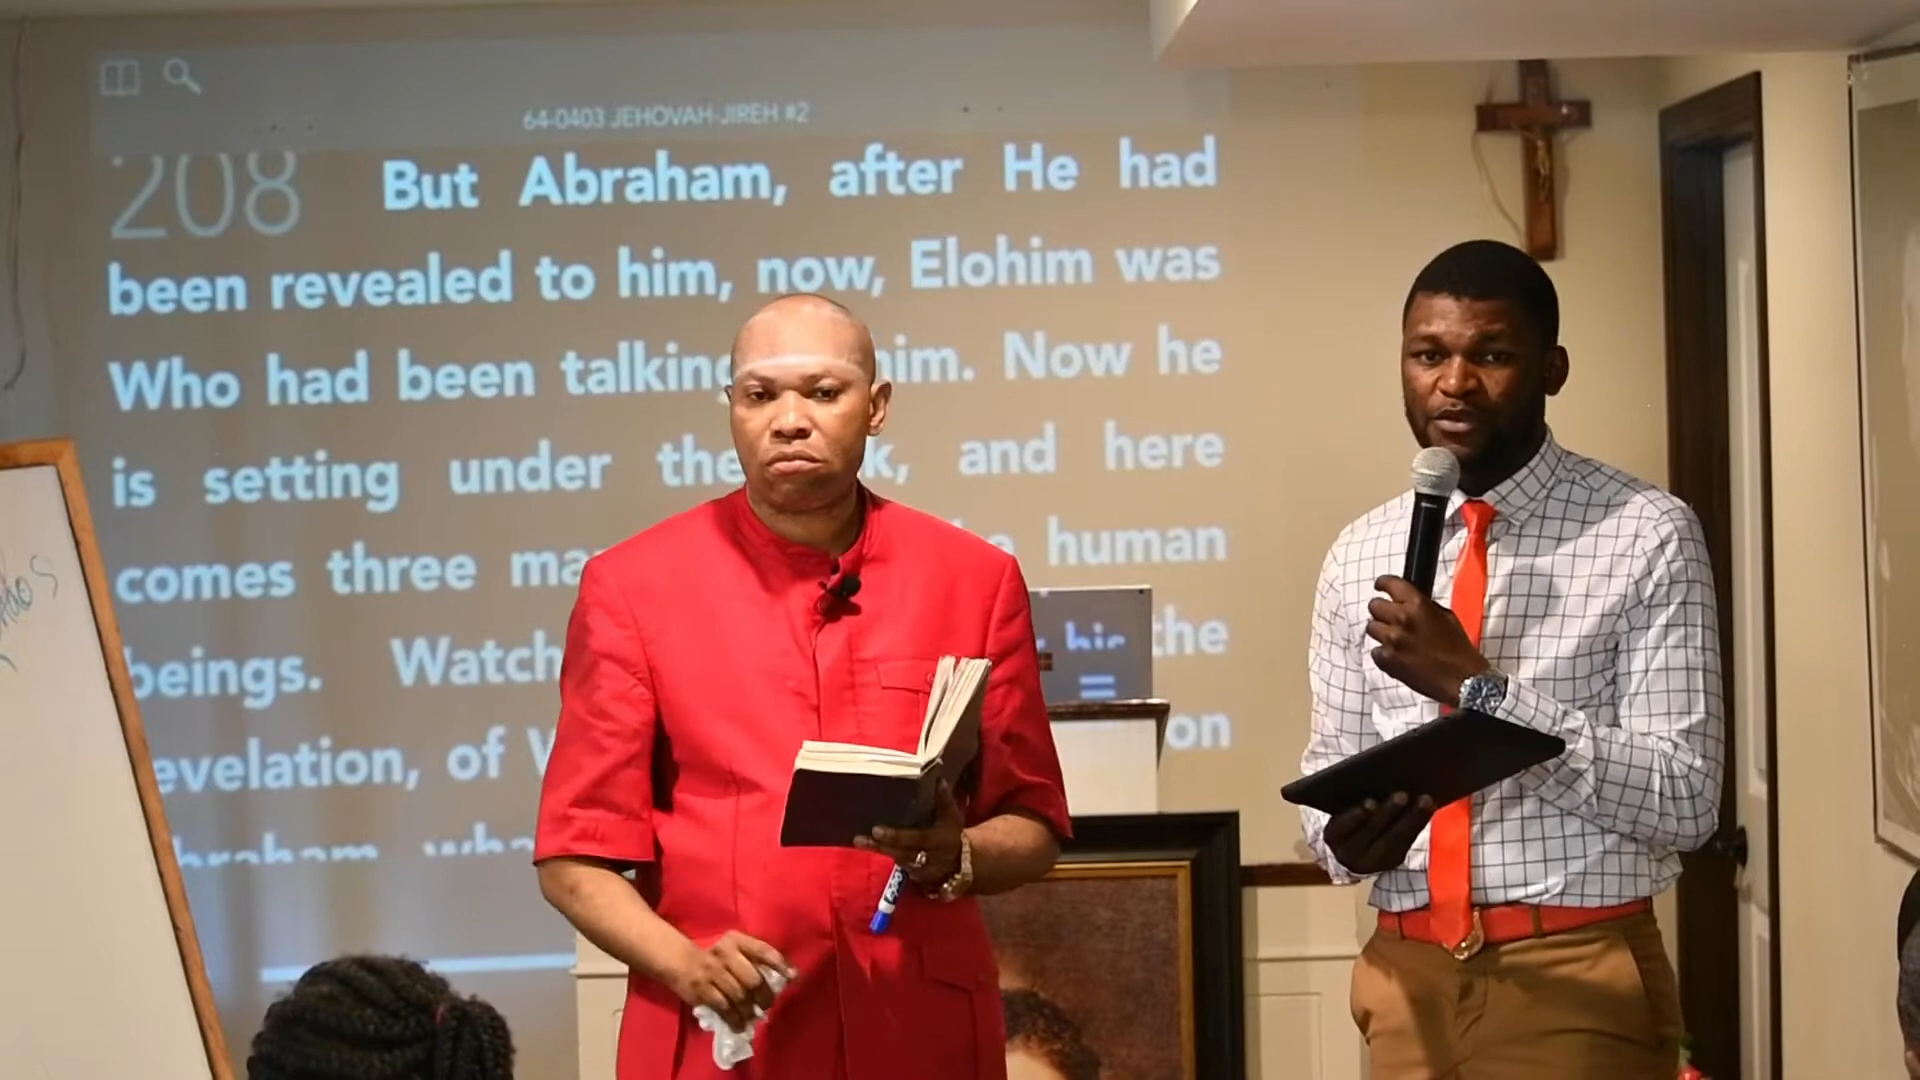 64-0403 JEHOVAH-JIREH #2
208 But Abraham, after He had
been revealed to him, now, Elohim was
Who had been talking him. Now he
is setting under the and here
comes three human
beings. Watch the
evelation, of on
his